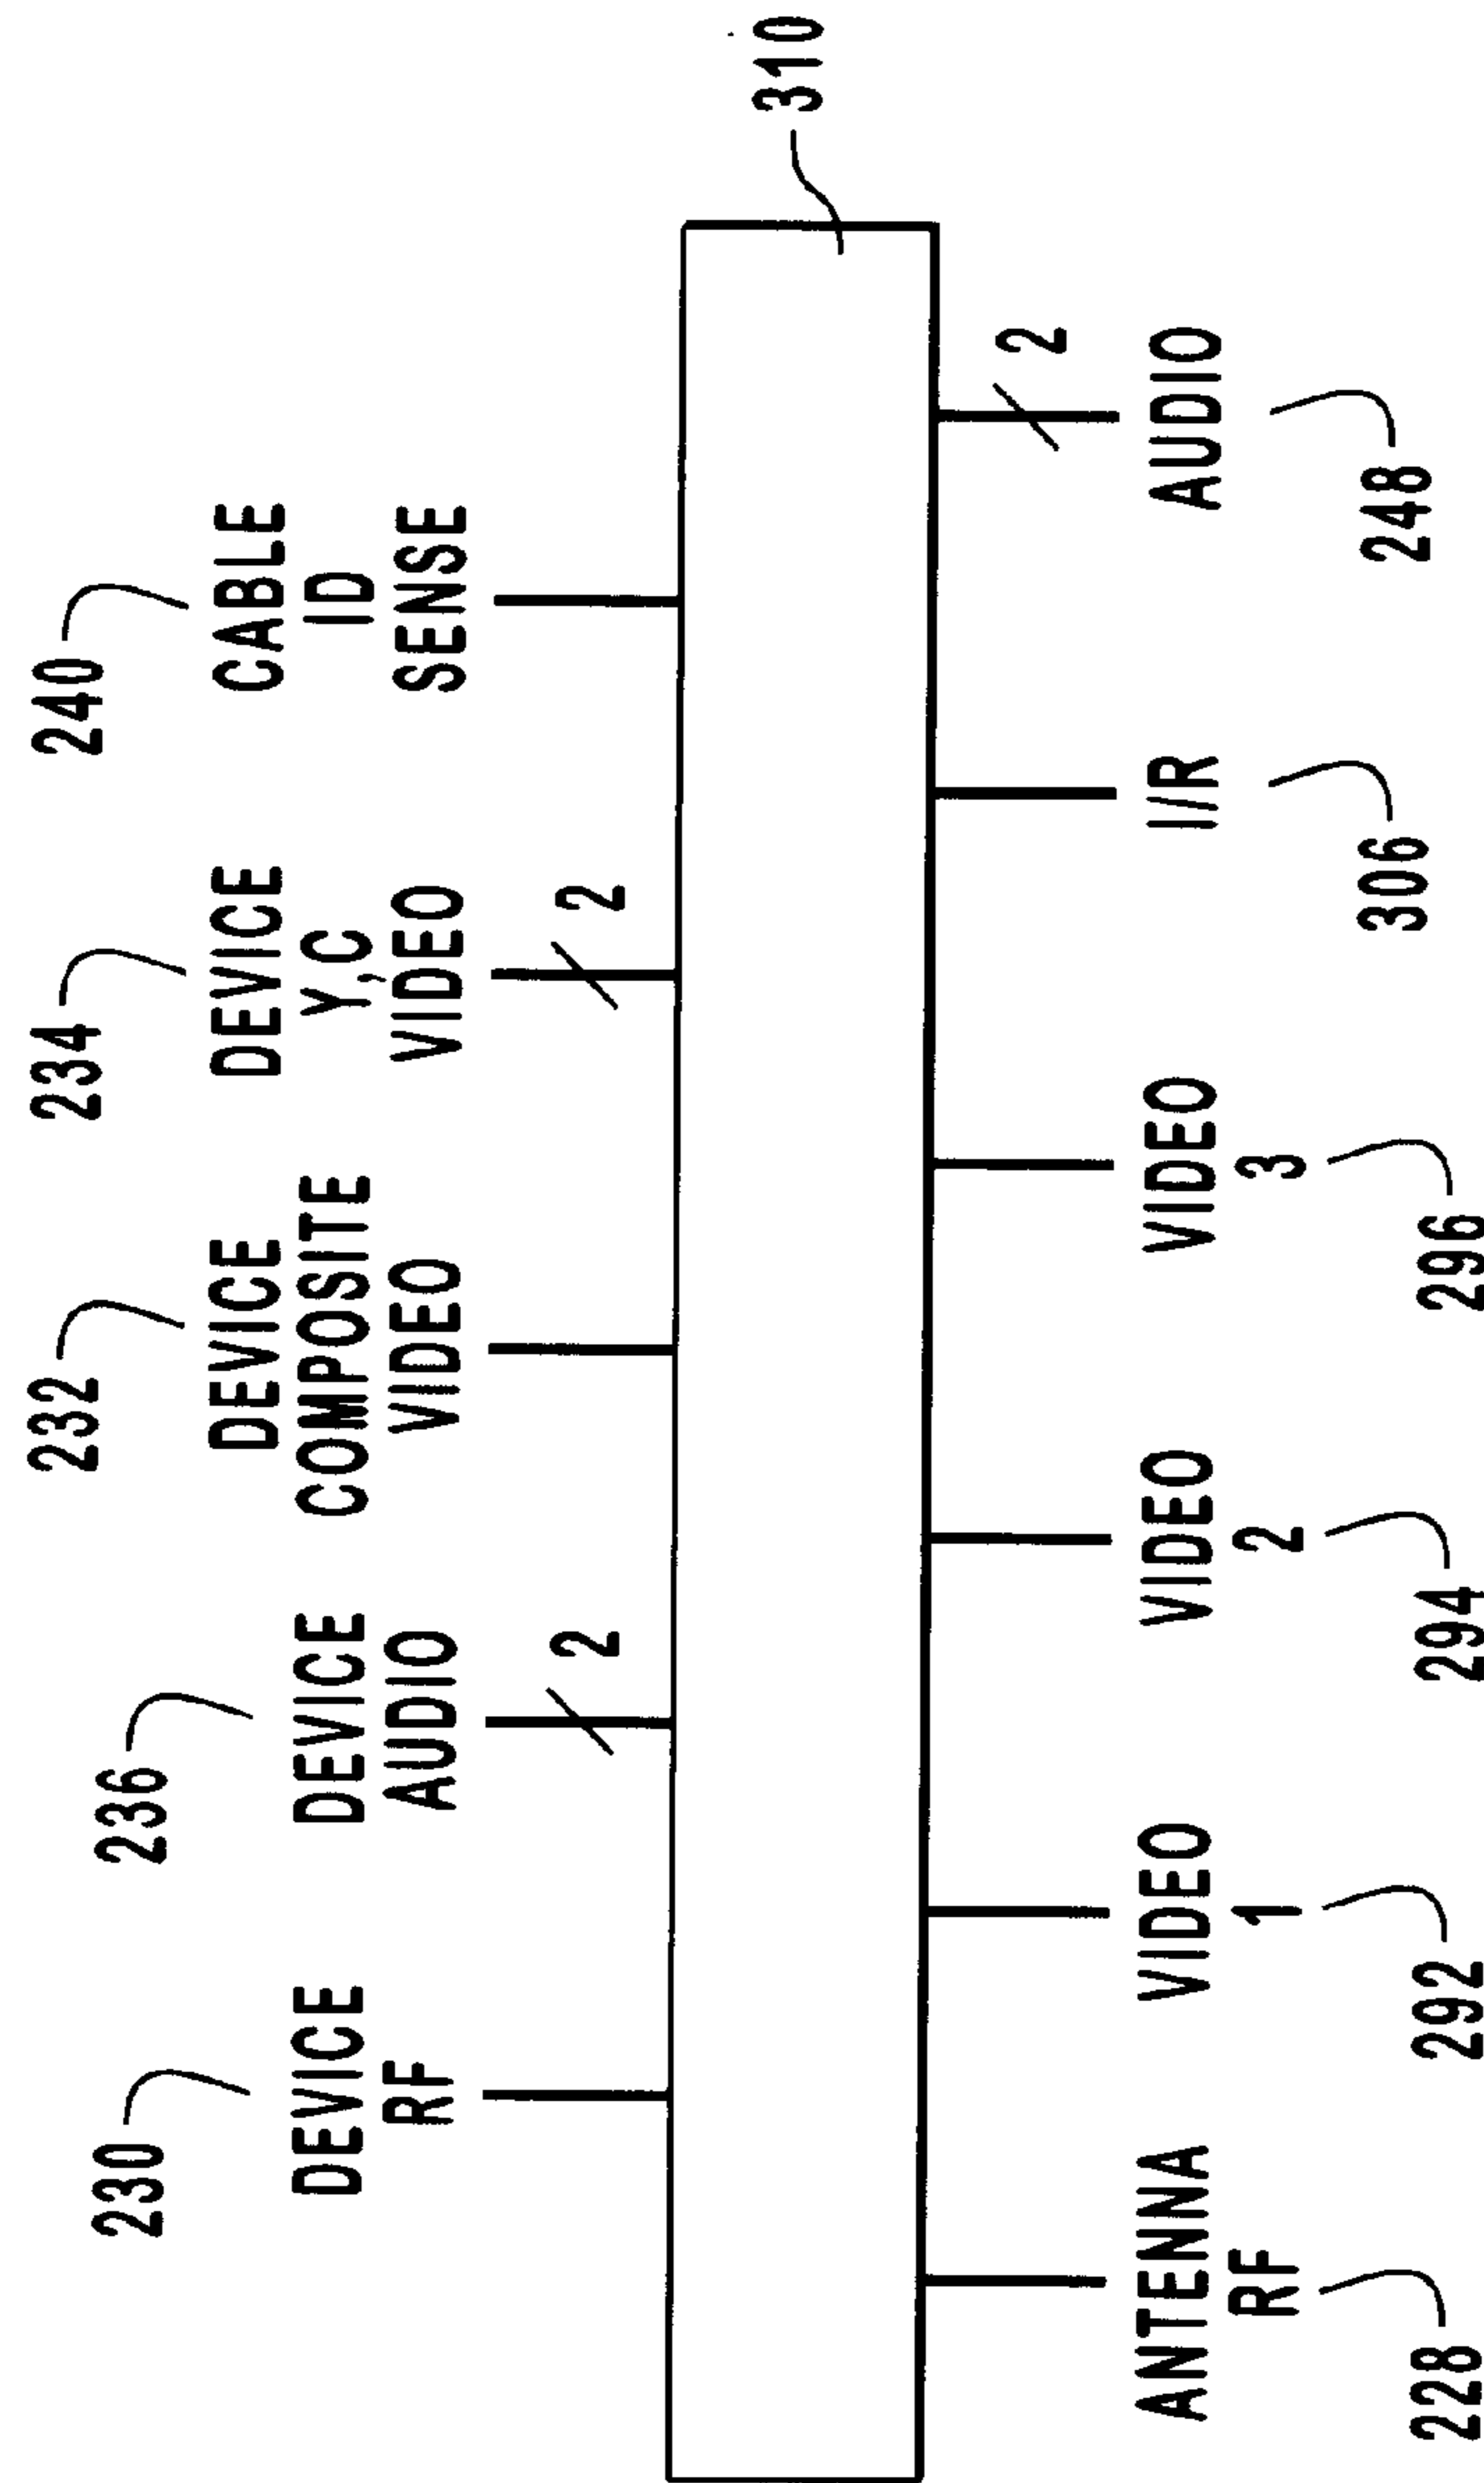 230
236
232
234
240
DEVICE
RF
DEVICE
AUDIO
DEVICE
COMPOSITE
VIDEO
DEVICE
Y,C
VIDEO
CABLE
ID
SENSE
2
2
310
2
ANTENNA
RF
VIDEO
1
VIDEO
2
VIDEO
3
I/R
AUDIO
228
292
294
296
306
248